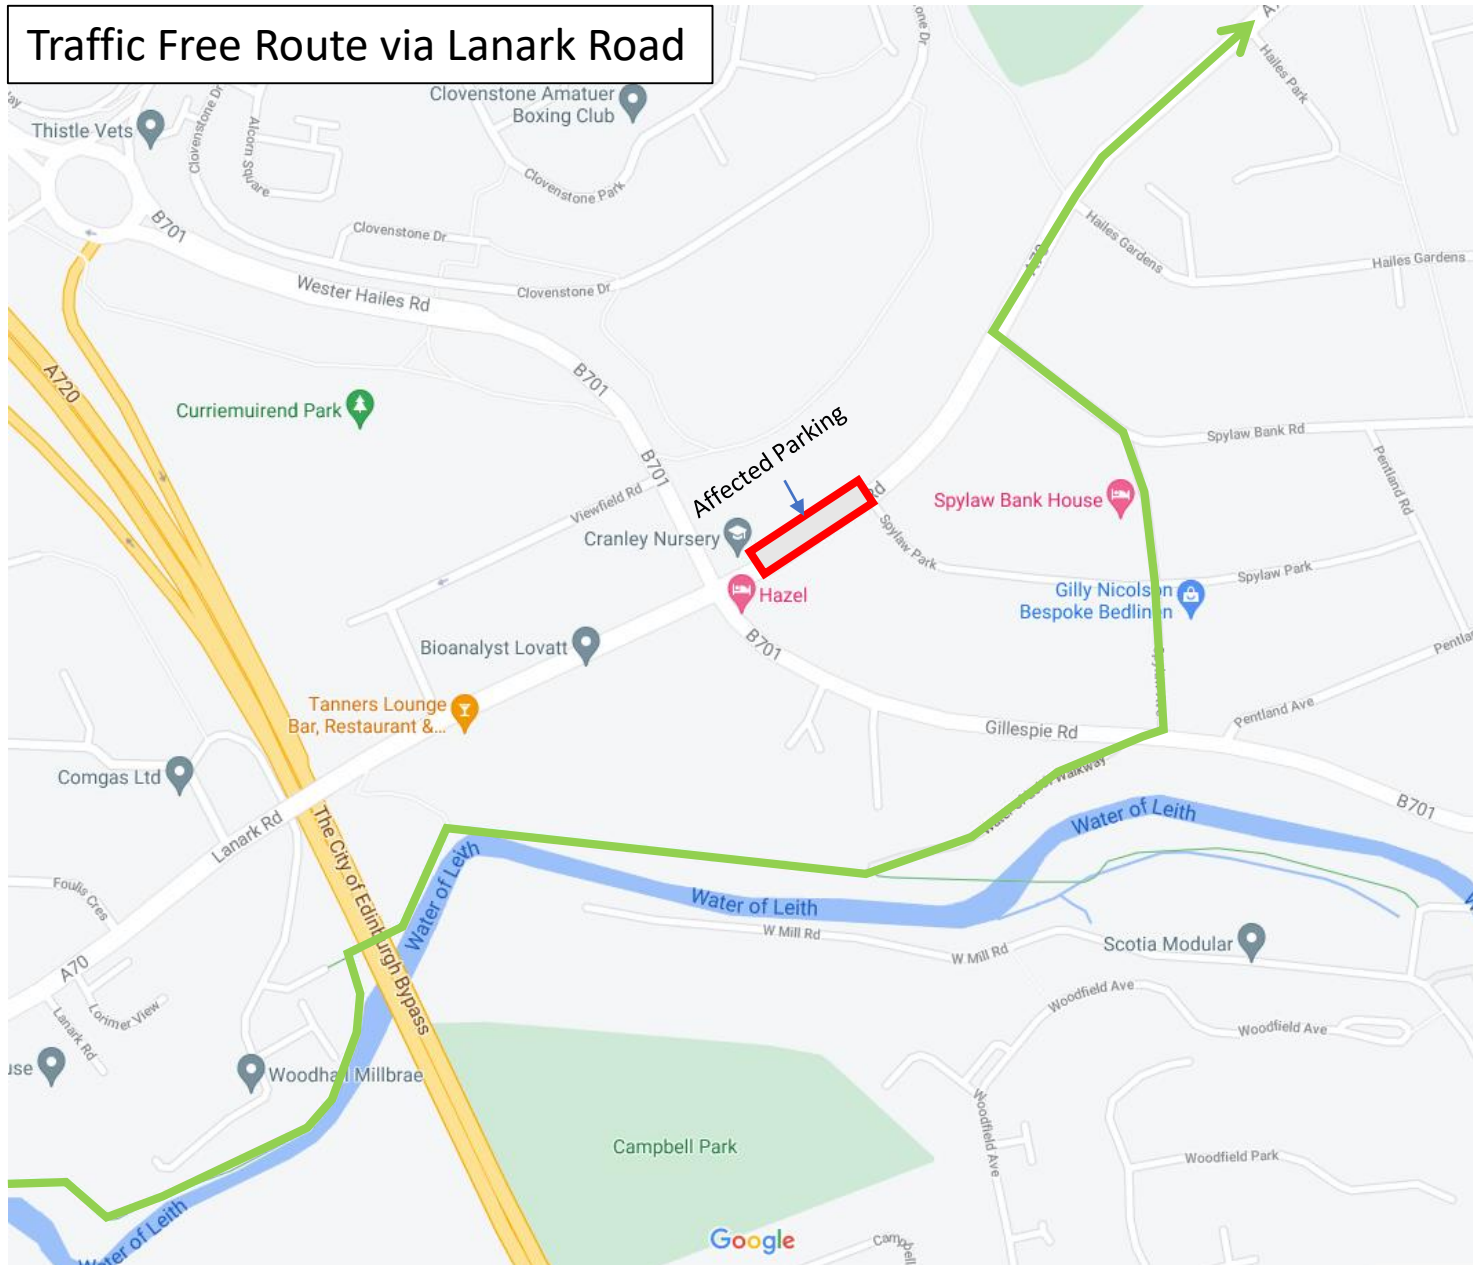 Traffic Free Route via Lanark Road
Hailes Park
Clovenstone Amatuer
Boxing Club
Thistle Vets
Clovenstone Dr
Alcorn Square
Clovenstone Park
B701
Clovenstone Dr
Hailes Gardens
Hailes Gardens
A70
Wester Hailes Rd
Clovenstone Dr
A720
B701
Curriemuirend Park
Affected Parking
Spylaw Bank Rd
B701
Pentland Rd
Viewfield Rd
Rd
Spylaw Bank House
Cranley Nursery
Spylaw Park
Spylaw Park
Hazel
Gilly Nicolson
Bespoke Bedlinen
B701
Bioanalyst Lovatt
Tanners Lounge
Bar, Restaurant &...
Pentland Ave
Gillespie Rd
Comgas Ltd
Walkway
B701
The City of Edinburgh Bypass
Lanark Rd
Water of Leith
Water of Leith
Foulis Cres
Water of Leith
W Mill Rd
W Mill Rd
Scotia Modular
A70
Woodfield Ave
Lorimer View
Lanark Rd
Woodfield Ave
use
Woodhall Millbrae
Woodfield Ave
Campbell Park
Woodfield Park
Water of Leith
Google
Campbell